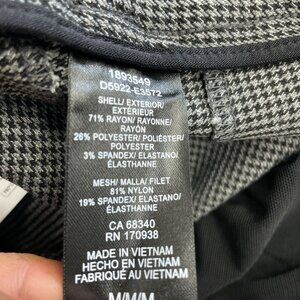 1893549
D5922-E3572
SHELL/EXTERIOR/
EXTÉRIEUR
71% RAYON/RAYONNE/
RAYÓN
26% POLYESTER/POLIÉSTER/
POLYESTER
3% SPANDEX/ELASTANO/
ÉLASTHANNE
MESH/MALLA/FILET
81% NYLON
19% SPANDEX/ELASTANO/
ÉLASTHANNE
CA 68340
RN 170938
MADE IN VIETNAM
HECHO EN VIETNAM
FABRIQUÉ AU VIETNAM
M/M/M